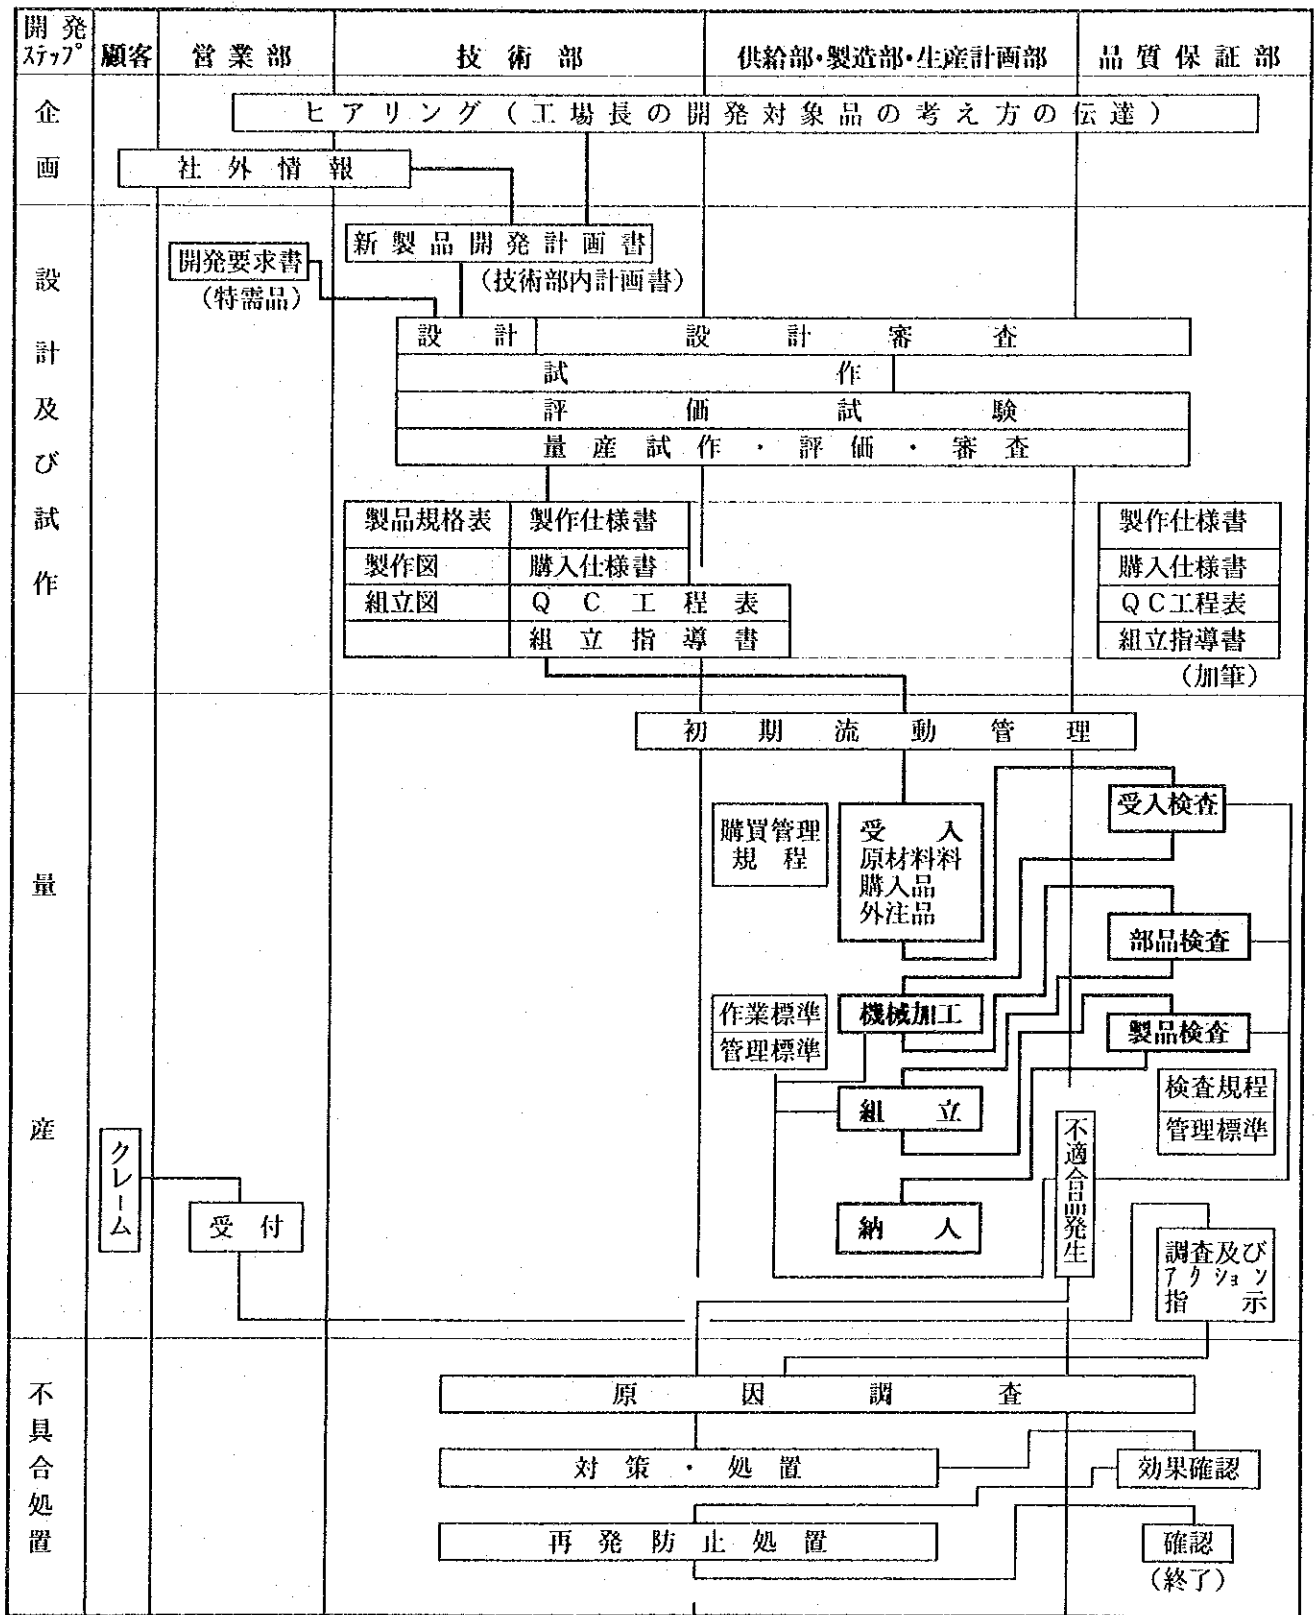 開発
ステップ
顧客
営業部
技術部
供給部・製造部・生産計画部
品質保証部
企画
ヒアリング(工場長の開発対象品の考え方の伝達)
社外情報
設計及び試作
新製品開発計画書
開発要求書
(技術部内計画書)
(特需品)
設計
設計審査
試作
評価試験
量産試作・評価・審査
製品規格表
製作仕様書
製作仕様書
製作図
購入仕様書
購入仕様書
組立図
QC工程表
QC工程表
組立指導書
組立指導書
(加筆)
量産
初期流動管理
受入検査
購買管理
規程
受入
原材料料
購入品
外注品
部品検査
作業標準
管理標準
機械加工
製品検査
組立
検査規程
管理標準
不適合品発生
クレーム
受付
納入
調査及び
アクション
指示
不具合処置
原因調査
対策・処置
効果確認
再発防止処置
確認
(終了)